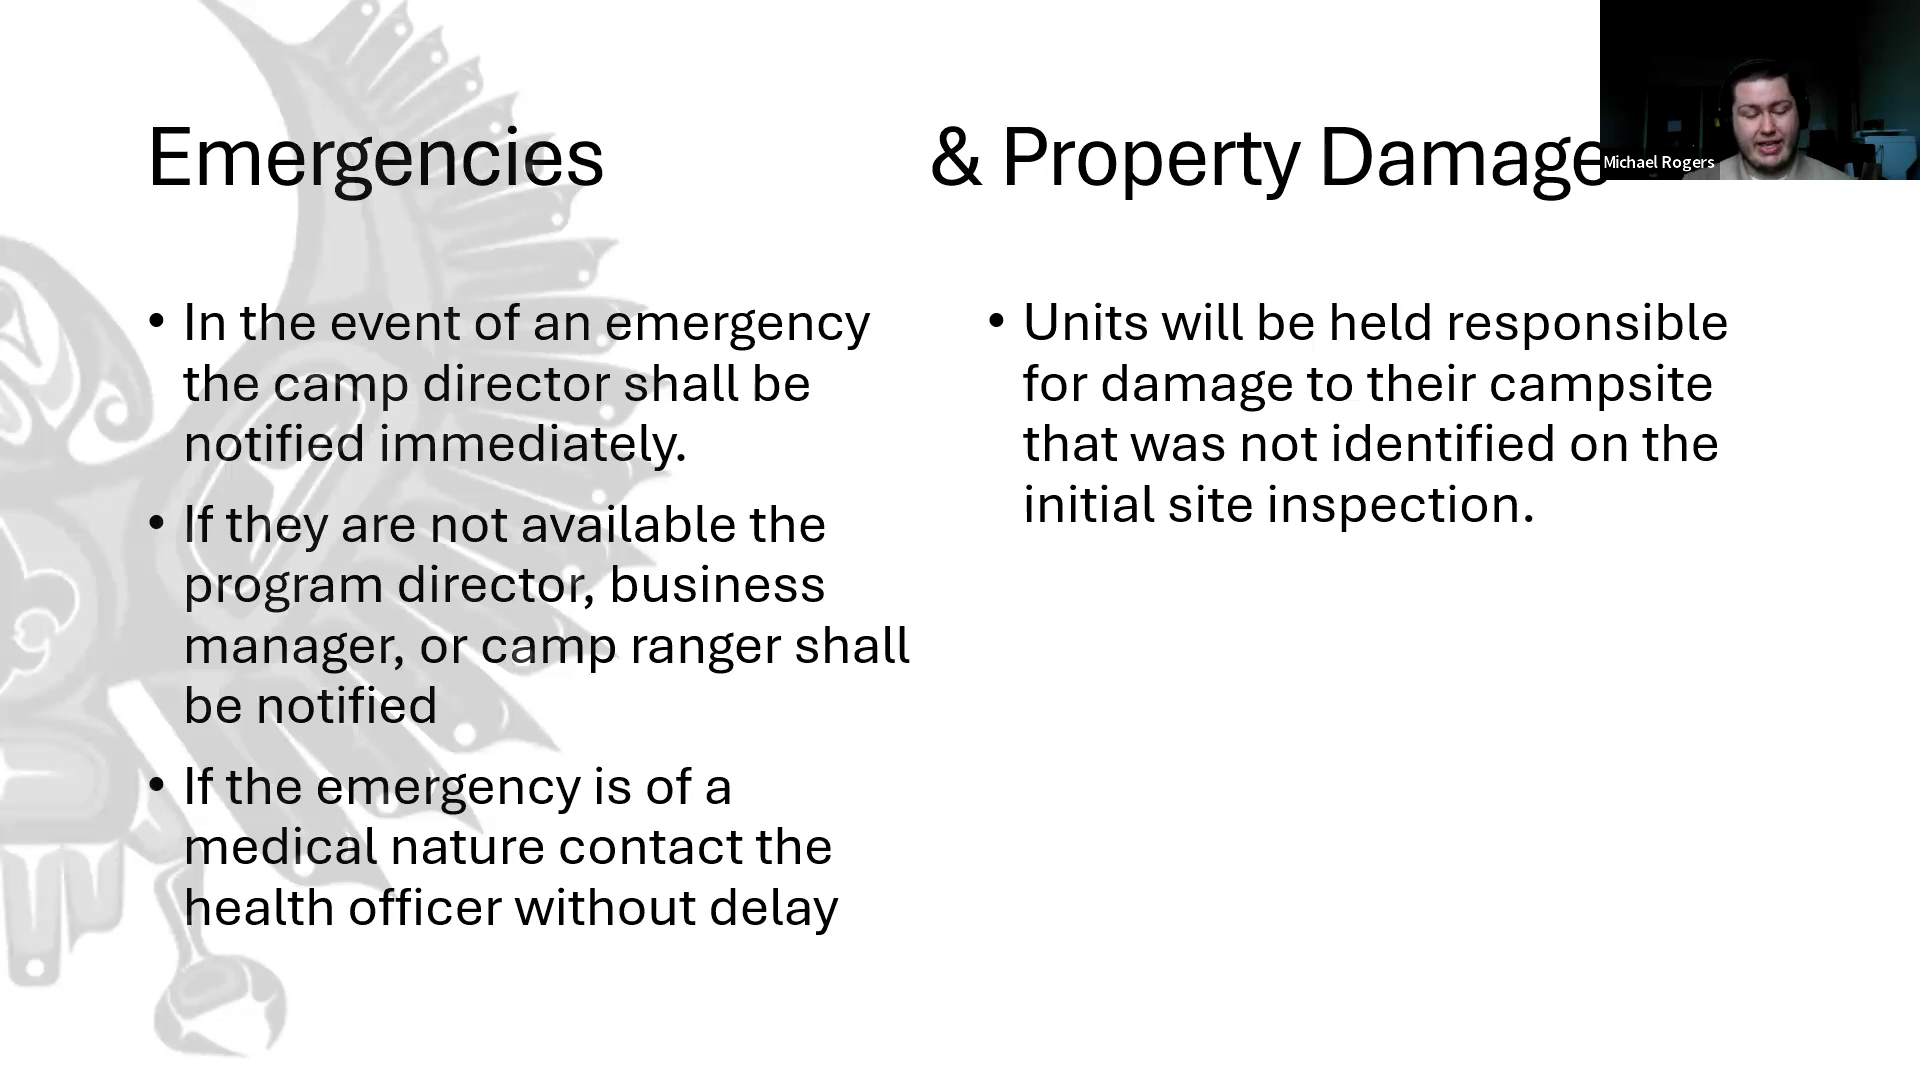 Emergencies & Property Damage
Michael Rogers
• In the event of an emergency
the camp director shall be
notified immediately.
• If they are not available the
program director, business
manager, or camp ranger shall
be notified
• If the emergency is of a
medical nature contact the
health officer without delay
• Units will be held responsible
for damage to their campsite
that was not identified on the
initial site inspection.